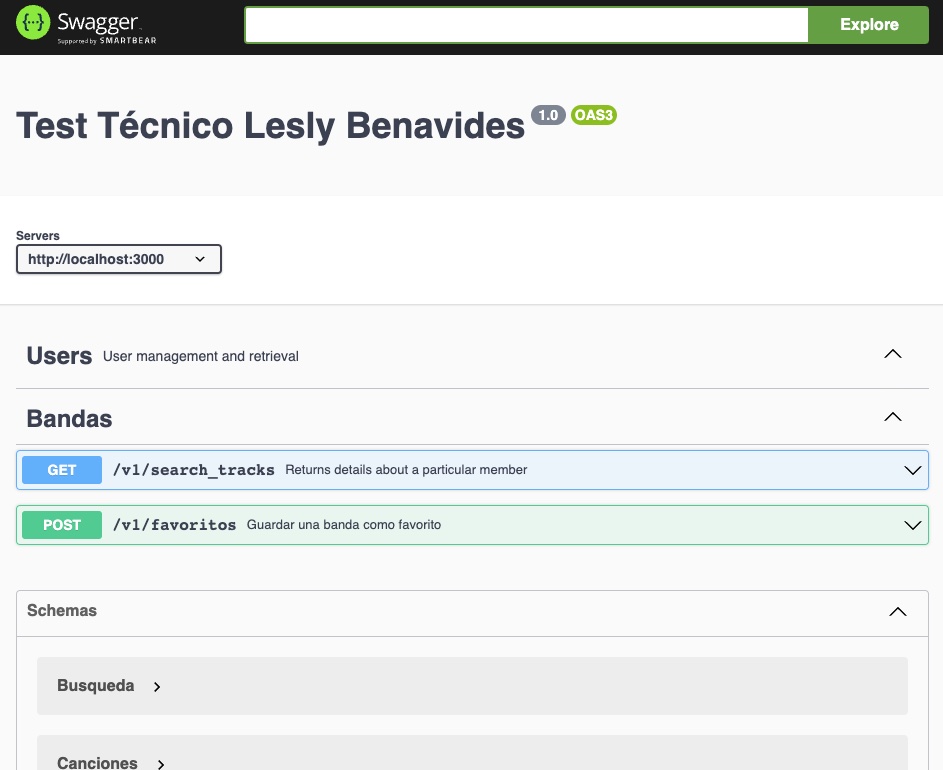 {...} Swagger
Supported by SMARTBEAR
Explore
Test Técnico Lesly Benavides 1.0 OAS3
Servers
http://localhost:3000
Users User management and retrieval
Bandas
GET /v1/search_tracks Returns details about a particular member
POST /v1/favoritos Guardar una banda como favorito
Schemas
Busqueda
Canciones